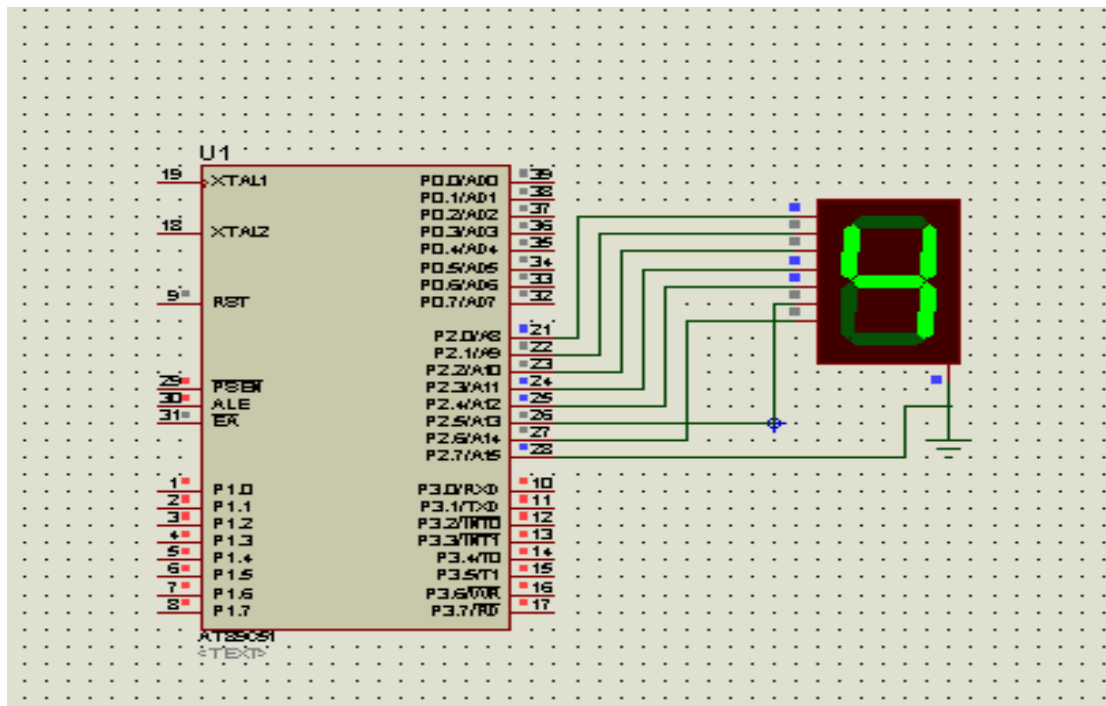 U1
19 XTAL1
18 XTAL2
9 RST
29 PSEN
30 ALE
31 EA
1 P1.0
2 P1.1
3 P1.2
4 P1.3
5 P1.4
6 P1.5
7 P1.6
8 P1.7
P0.0/AD0 39
P0.1/AD1 38
P0.2/AD2 37
P0.3/AD3 36
P0.4/AD4 35
P0.5/AD5 34
P0.6/AD6 33
P0.7/AD7 32
P2.0/A8 21
P2.1/A9 22
P2.2/A10 23
P2.3/A11 24
P2.4/A12 25
P2.5/A13 26
P2.6/A14 27
P2.7/A15 28
P3.0/RXD 10
P3.1/TXD 11
P3.2/INT0 12
P3.3/INT1 13
P3.4/T0 14
P3.5/T1 15
P3.6/WR 16
P3.7/RD 17
AT89C51
<TEXT>
4